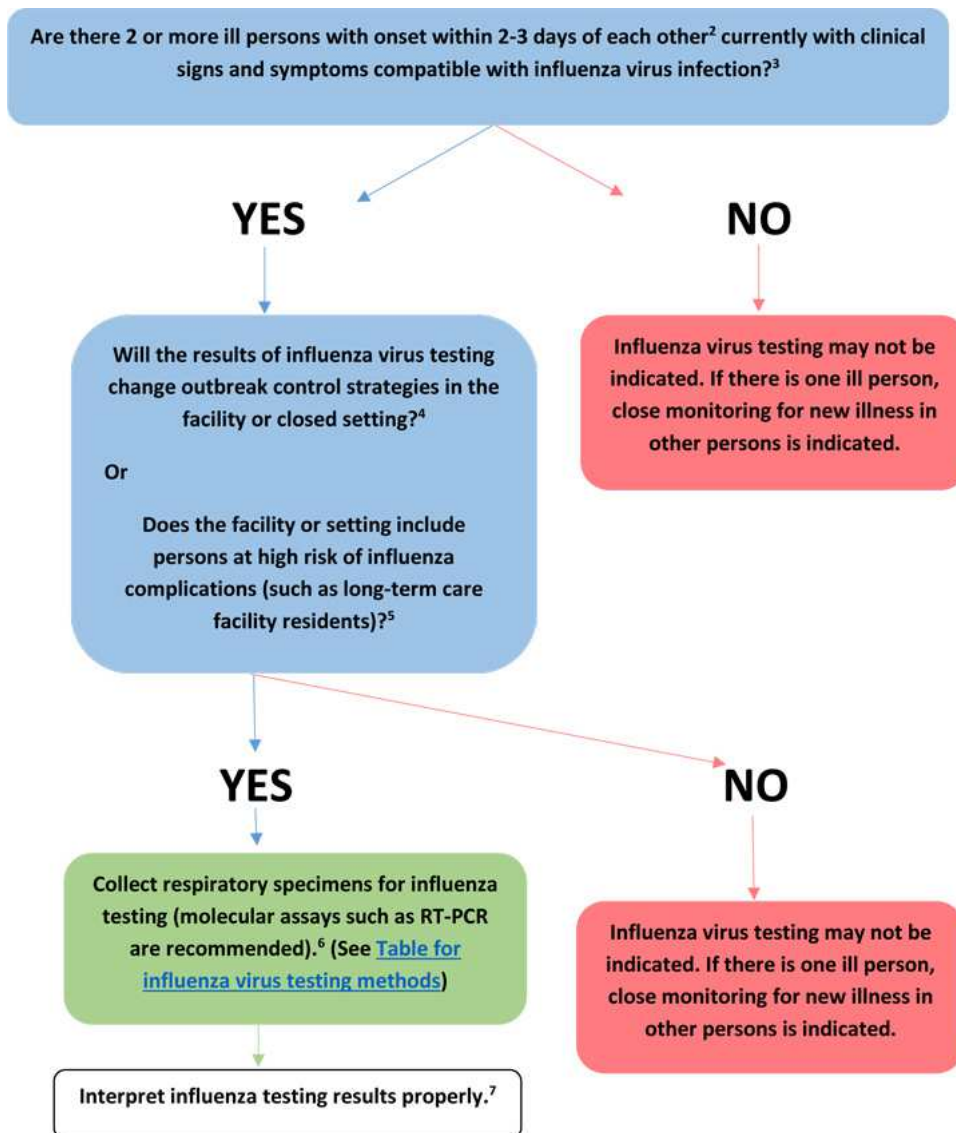 Are there 2 or more ill persons with onset within 2-3 days of each other² currently with clinical
signs and symptoms compatible with influenza virus infection?³
YES
NO
Will the results of influenza virus testing
change outbreak control strategies in the
facility or closed setting?⁴
Or
Does the facility or setting include
persons at high risk of influenza
complications (such as long-term care
facility residents)?⁵
Influenza virus testing may not be
indicated. If there is one ill person,
close monitoring for new illness in
other persons is indicated.
YES
NO
Collect respiratory specimens for influenza
testing (molecular assays such as RT-PCR
are recommended).⁶ (See Table for
influenza virus testing methods)
Influenza virus testing may not be
indicated. If there is one ill person,
close monitoring for new illness in
other persons is indicated.
Interpret influenza testing results properly.⁷